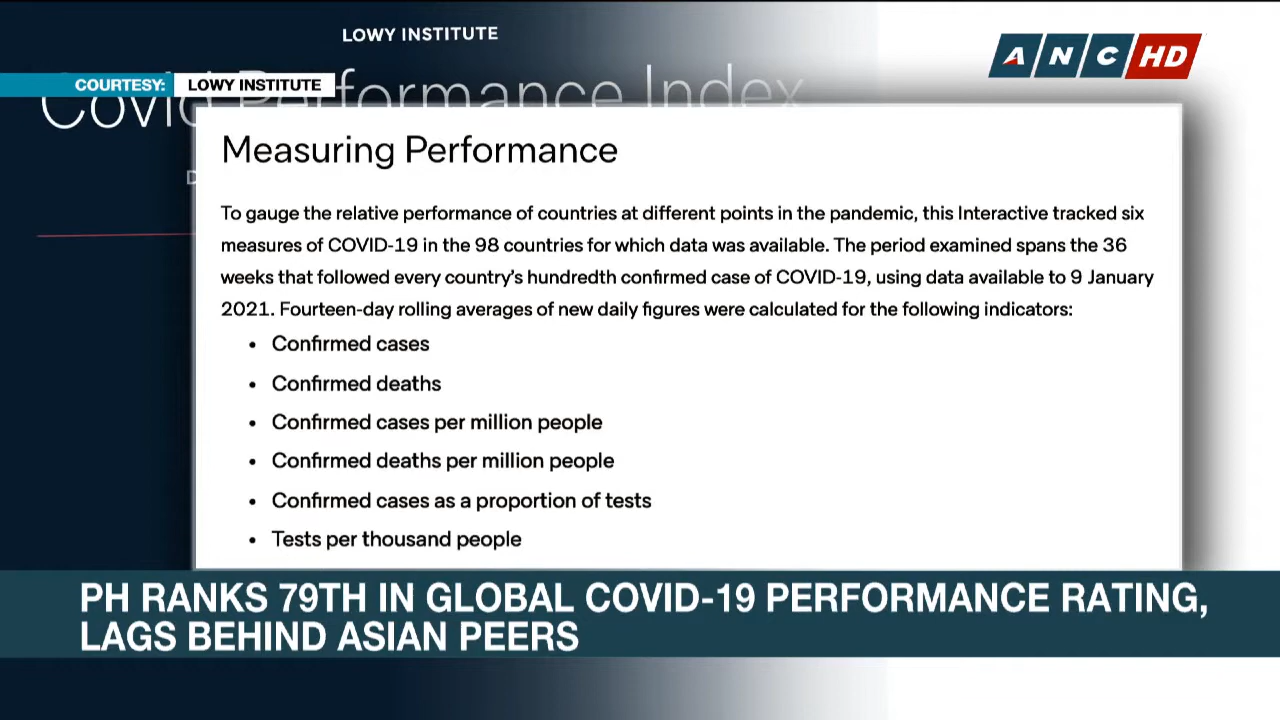 LOWY INSTITUTE
ANC HD
COURTESY: LOWY INSTITUTE
Covid Performance Index
D
Measuring Performance
To gauge the relative performance of countries at different points in the pandemic, this Interactive tracked six
measures of COVID-19 in the 98 countries for which data was available. The period examined spans the 36
weeks that followed every country's hundredth confirmed case of COVID-19, using data available to 9 January
2021. Fourteen-day rolling averages of new daily figures were calculated for the following indicators:
• Confirmed cases
• Confirmed deaths
• Confirmed cases per million people
• Confirmed deaths per million people
• Confirmed cases as a proportion of tests
• Tests per thousand people
PH RANKS 79TH IN GLOBAL COVID-19 PERFORMANCE RATING,
LAGS BEHIND ASIAN PEERS